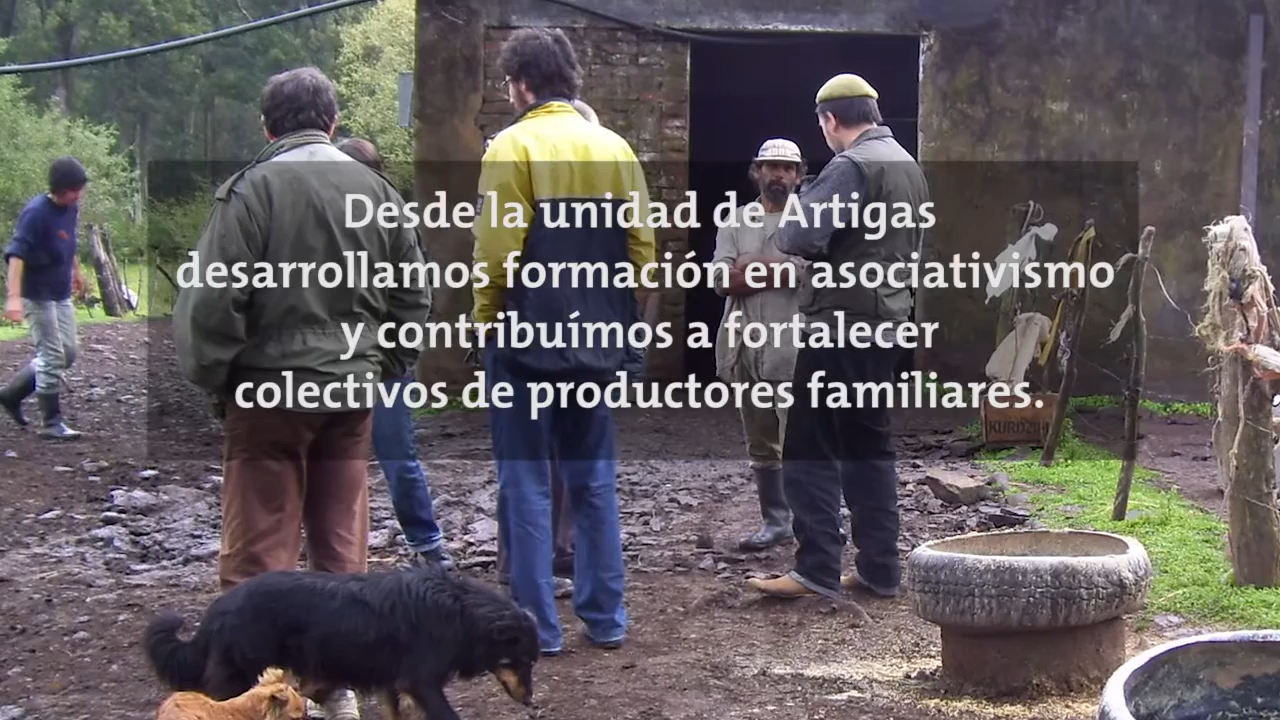 Desde la unidad de Artigas
desarrollamos formación en asociativismo
y contribuímos a fortalecer
colectivos de productores familiares.